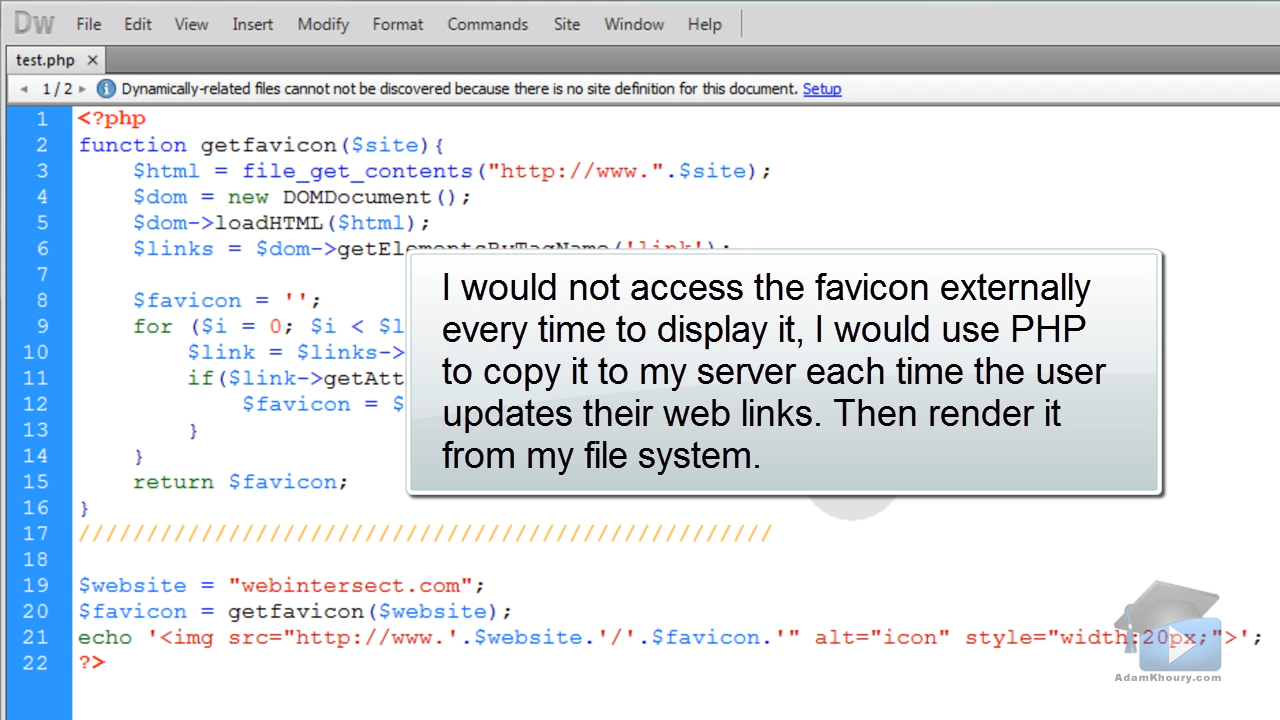 Dw File Edit View Insert Modify Format Commands Site Window Help
test.php ×
1 / 2 Dynamically-related files cannot not be discovered because there is no site definition for this document. Setup
1 <?php
2 function getfavicon($site){
3 $html = file_get_contents("http://www.".$site);
4 $dom = new DOMDocument();
5 $dom->loadHTML($html);
6 $links = $dom->getElementsByTagName('link');
7
8 $favicon = '';
9 for ($i = 0; $i < $l
10 $link = $links->
11 if($link->getAtt
12 $favicon = $
13 }
14 }
15 return $favicon;
16 }
17 ///////////////////////////////////////////////////
18
19 $website = "webintersect.com";
20 $favicon = getfavicon($website);
21 echo '<img src="http://www.'.$website.'/'.$favicon.'" alt="icon" style="width:20px;">';
22 ?>
I would not access the favicon externally
every time to display it, I would use PHP
to copy it to my server each time the user
updates their web links. Then render it
from my file system.
AdamKhoury.com